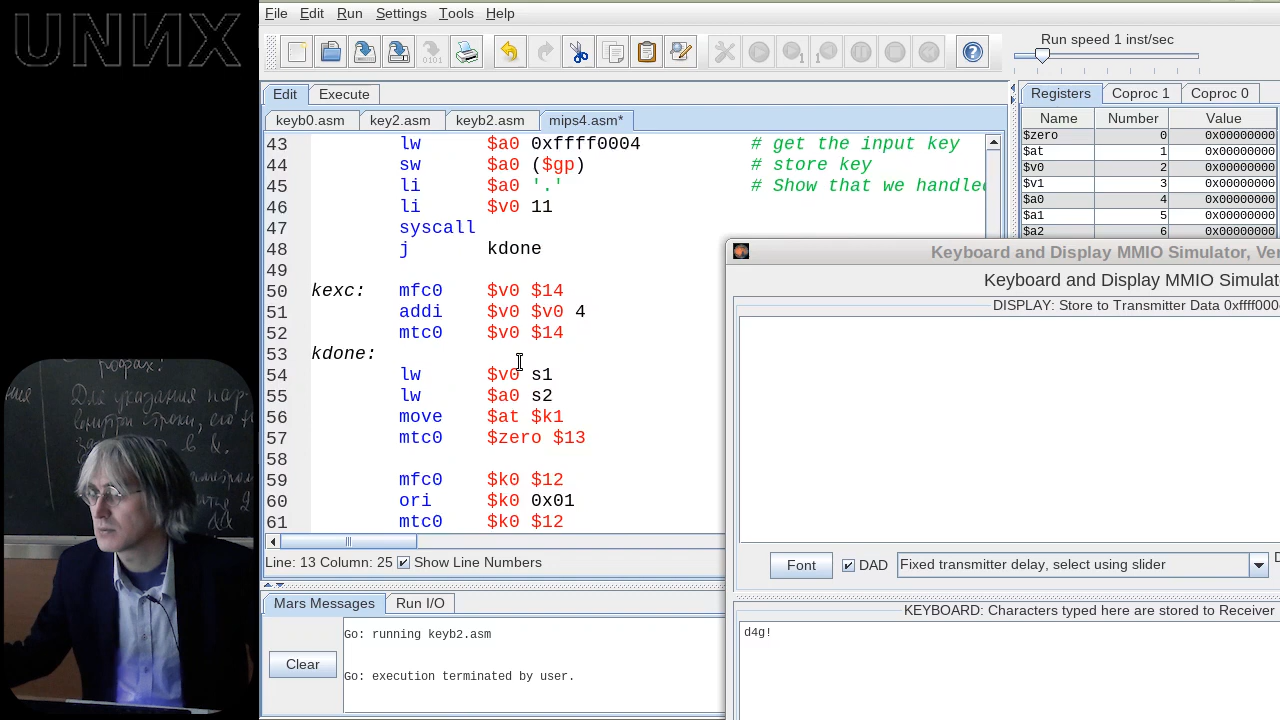 UNИX
File Edit Run Settings Tools Help
Run speed 1 inst/sec
Edit Execute
keyb0.asm key2.asm keyb2.asm mips4.asm*
43 lw $a0 0xffff0004 # get the input key
44 sw $a0 ($gp) # store key
45 li $a0 '.' # Show that we handled
46 li $v0 11
47 syscall
48 j kdone
49
50 kexc: mfc0 $v0 $14
51 addi $v0 $v0 4
52 mtc0 $v0 $14
53 kdone:
54 lw $v0 s1
55 lw $a0 s2
56 move $at $k1
57 mtc0 $zero $13
58
59 mfc0 $k0 $12
60 ori $k0 0x01
61 mtc0 $k0 $12
Line: 13 Column: 25 Show Line Numbers
Mars Messages Run I/O
Clear
Go: running keyb2.asm
Go: execution terminated by user.
Registers Coproc 1 Coproc 0
Name Number Value
$zero 0 0x00000000
$at 1 0x00000000
$v0 2 0x00000000
$v1 3 0x00000000
$a0 4 0x00000000
$a1 5 0x00000000
$a2 6 0x00000000
Keyboard and Display MMIO Simulator, Ver
Keyboard and Display MMIO Simulat
DISPLAY: Store to Transmitter Data 0xffff000
Font DAD Fixed transmitter delay, select using slider D
KEYBOARD: Characters typed here are stored to Receiver
d4g!
Для указания
строки, его
в &.